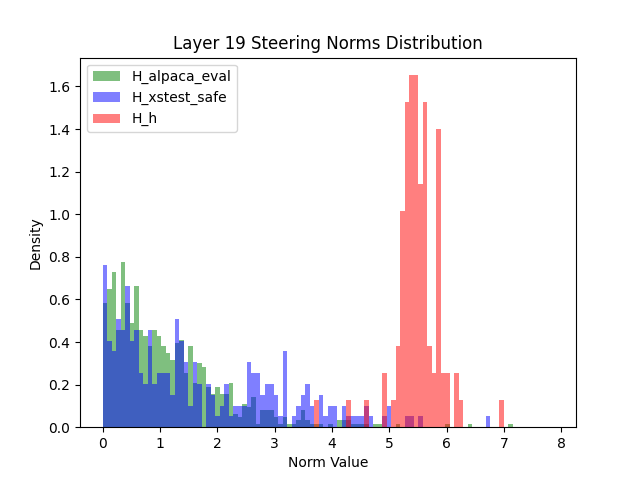 Layer 19 Steering Norms Distribution
H_alpaca_eval
H_xstest_safe
H_h
1.6
1.4
1.2
1.0
0.8
0.6
0.4
0.2
0.0
Density
0 1 2 3 4 5 6 7 8
Norm Value